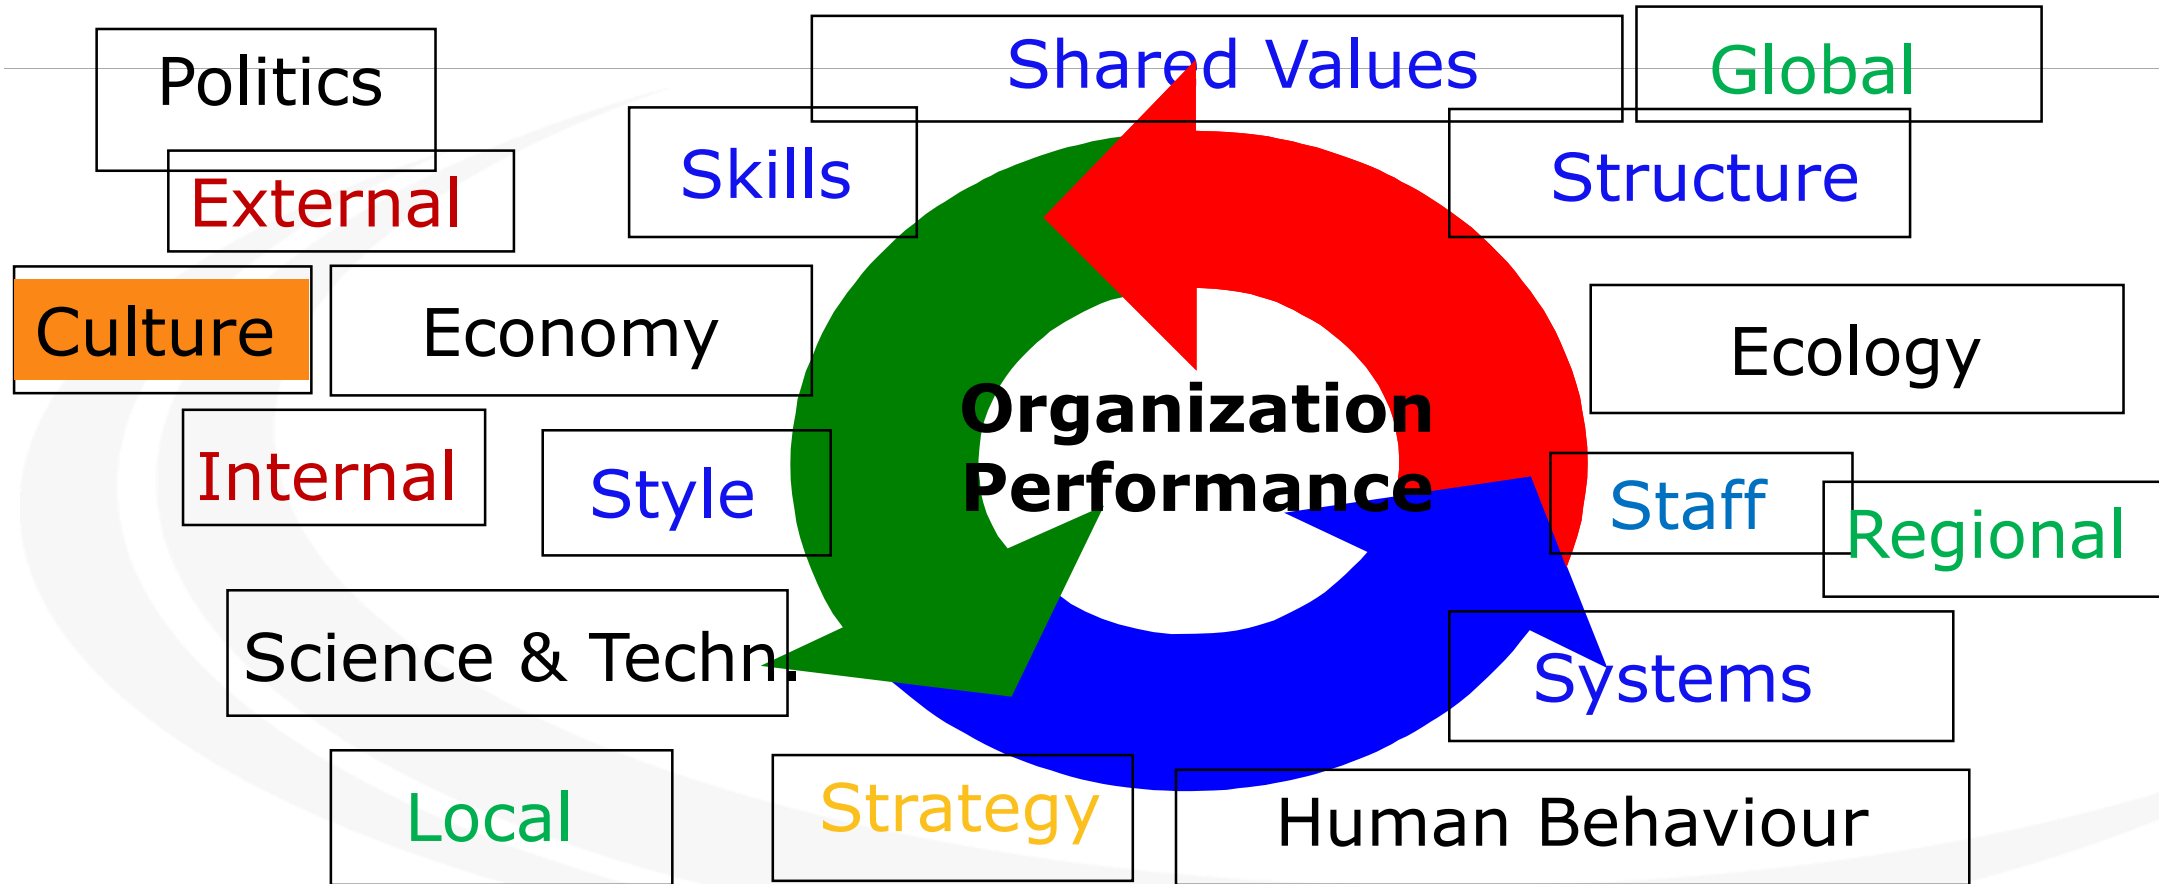 Politics
Shared Values
Global
External
Skills
Structure
Culture
Economy
Ecology
Organization
Performance
Internal
Style
Staff
Regional
Science & Techn.
Systems
Local
Strategy
Human Behaviour